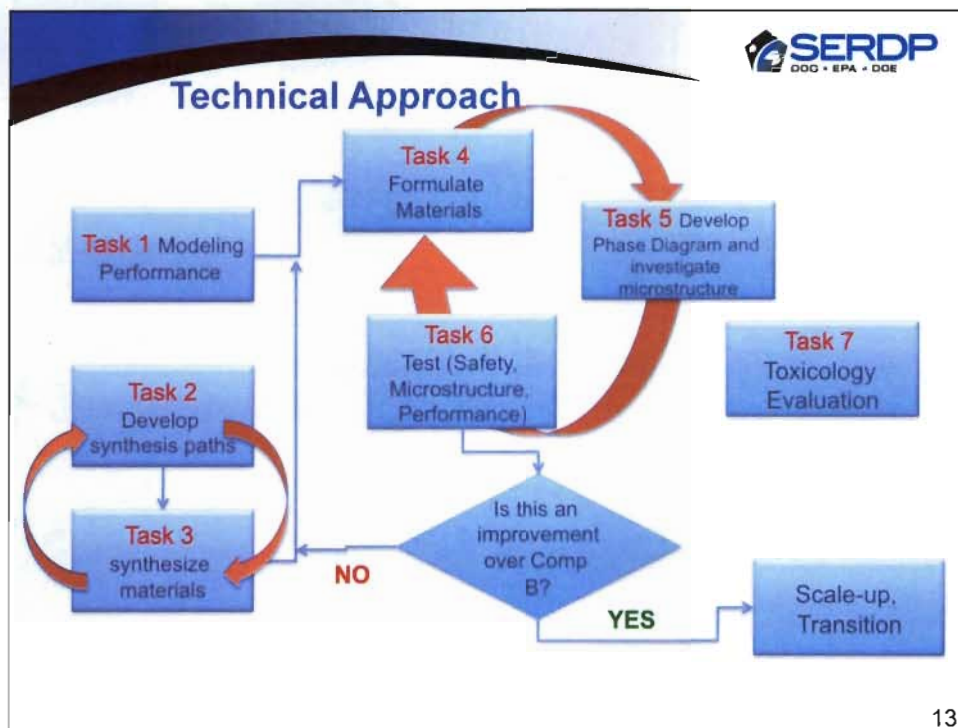 SERDP
DOD • EPA • DOE
Technical Approach
Task 4
Formulate
Materials
Task 1 Modeling
Performance
Task 5 Develop
Phase Diagram and
investigate
microstructure
Task 6
Test (Safety,
Microstructure,
Performance)
Task 7
Toxicology
Evaluation
Task 2
Develop
synthesis paths
Task 3
synthesize
materials
Is this an
improvement
over Comp
B?
NO
YES
Scale-up,
Transition
13